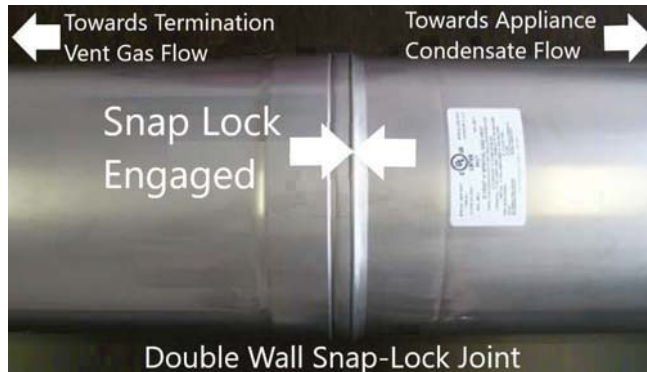 Towards Termination
Vent Gas Flow
Towards Appliance
Condensate Flow
Snap Lock
Engaged
Double Wall Snap-Lock Joint